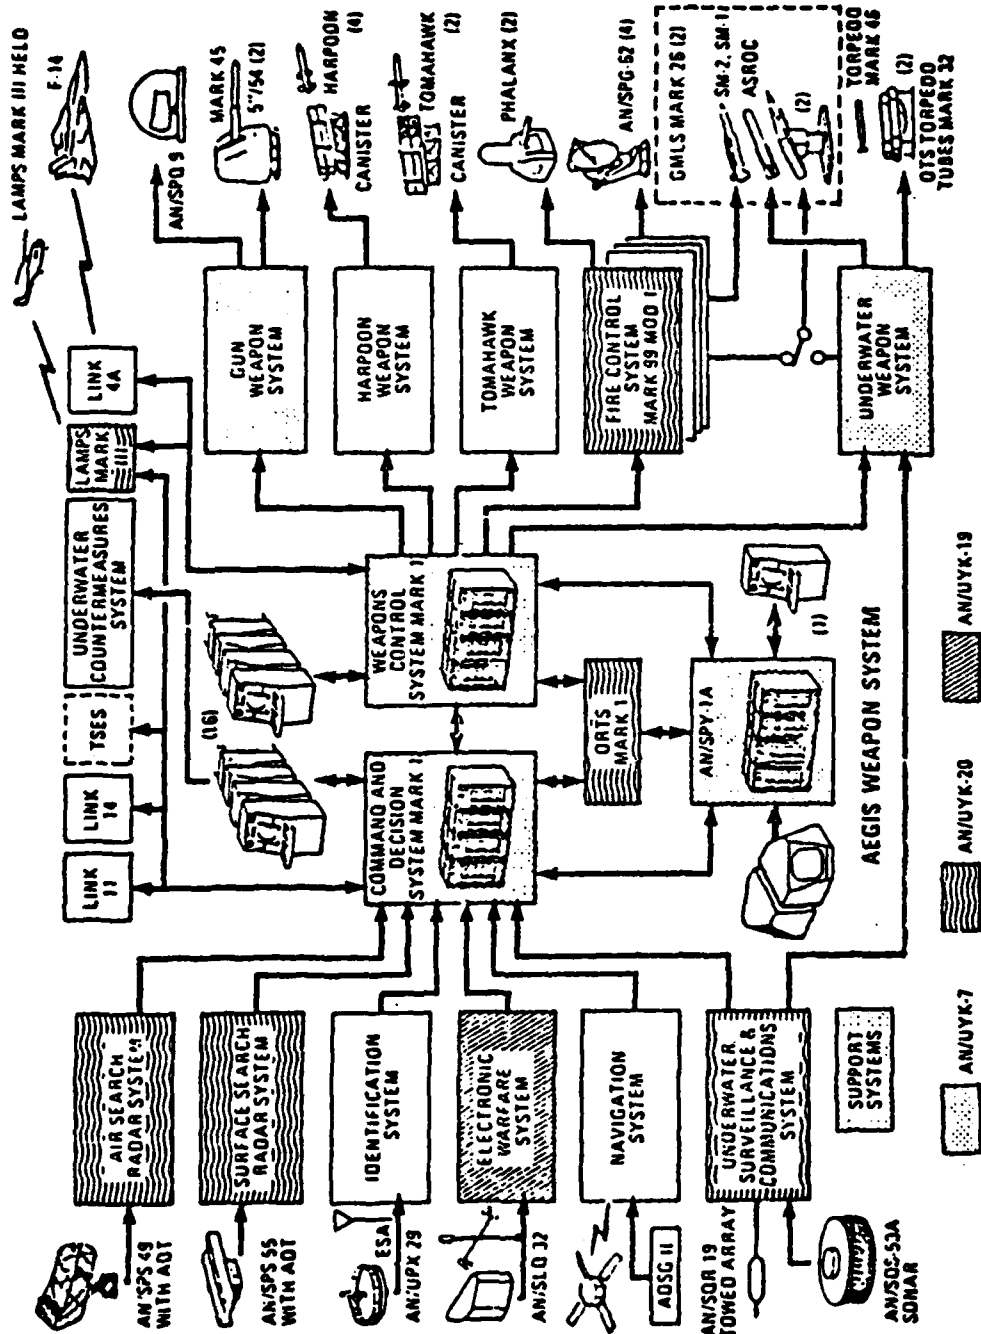 AN/SPS 49
WITH ADT
AIR SEARCH
RADAR SYSTEM
AN/SPS 55
WITH ADT
SURFACE SEARCH
RADAR SYSTEM
ESA
AN/UPX 29
IDENTIFICATION
SYSTEM
AN/SLQ 32
ELECTRONIC
WARFARE
SYSTEM
ADSG II
NAVIGATION
SYSTEM
AN/SQR 19
TOWED ARRAY
AN/SQS-53A
SONAR
UNDERWATER
SURVEILLANCE &
COMMUNICATIONS
SYSTEM
SUPPORT
SYSTEMS
LINK
11
LINK
14
TSES
UNDERWATER
COUNTERMEASURES
SYSTEM
LAMPS
MARK
III
LINK
4A
LAMPS MARK III HELO
F-14
(16)
COMMAND AND
DECISION
SYSTEM MARK 1
WEAPONS
CONTROL
SYSTEM MARK 1
ORTS
MARK 1
AN/SPY-1A
(1)
AEGIS WEAPON SYSTEM
GUN
WEAPON
SYSTEM
HARPOON
WEAPON
SYSTEM
TOMAHAWK
WEAPON
SYSTEM
FIRE CONTROL
SYSTEM
MARK 99 MOD 1
UNDERWATER
WEAPON
SYSTEM
AN/SPQ 9
MARK 45
5"/54 (2)
HARPOON
(4)
CANISTER
TOMAHAWK
(2)
CANISTER
PHALANX (2)
AN/SPG-62 (4)
GMLS MARK 26 (2)
SM-2, SM-1
ASROC
(2)
TORPEDO
MARK 46
(2)
OTS TORPEDO
TUBES MARK 32
AN/UYK-7
AN/UYK-20
AN/UYK-19